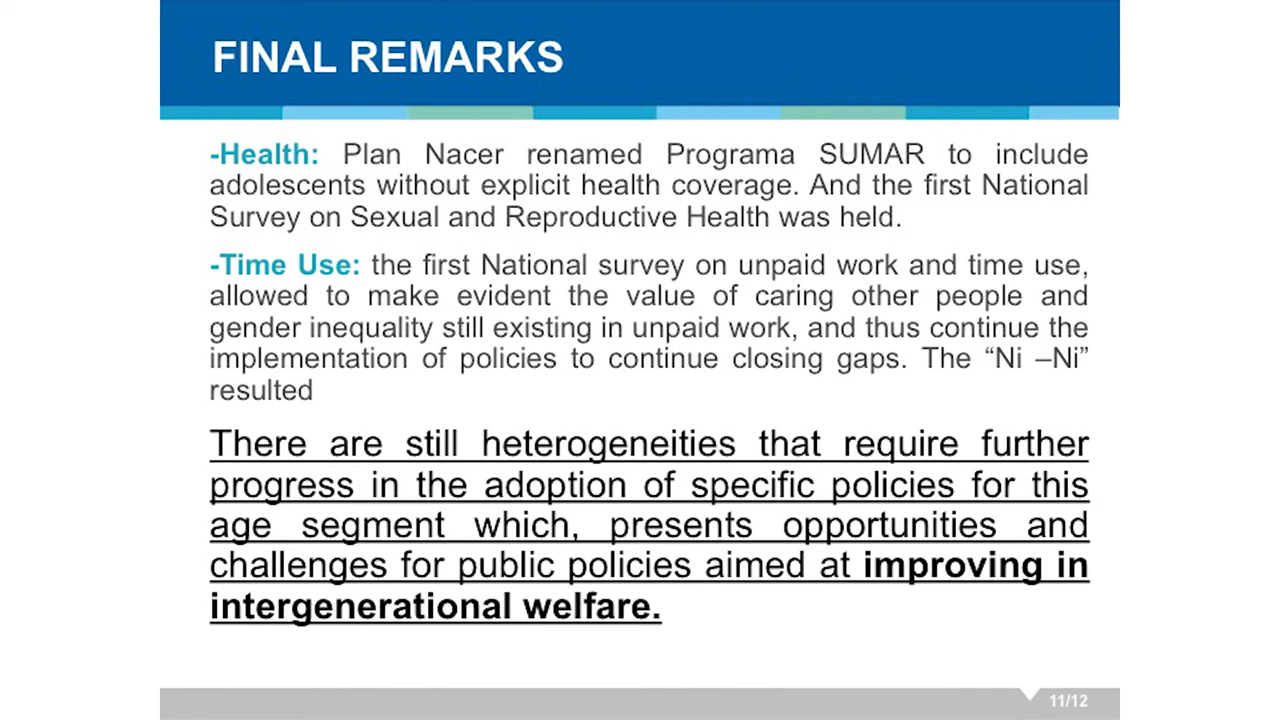 FINAL REMARKS
-Health: Plan Nacer renamed Programa SUMAR to include
adolescents without explicit health coverage. And the first National
Survey on Sexual and Reproductive Health was held.
-Time Use: the first National survey on unpaid work and time use,
allowed to make evident the value of caring other people and
gender inequality still existing in unpaid work, and thus continue the
implementation of policies to continue closing gaps. The “Ni –Ni”
resulted
There are still heterogeneities that require further
progress in the adoption of specific policies for this
age segment which, presents opportunities and
challenges for public policies aimed at improving in
intergenerational welfare.
11/12